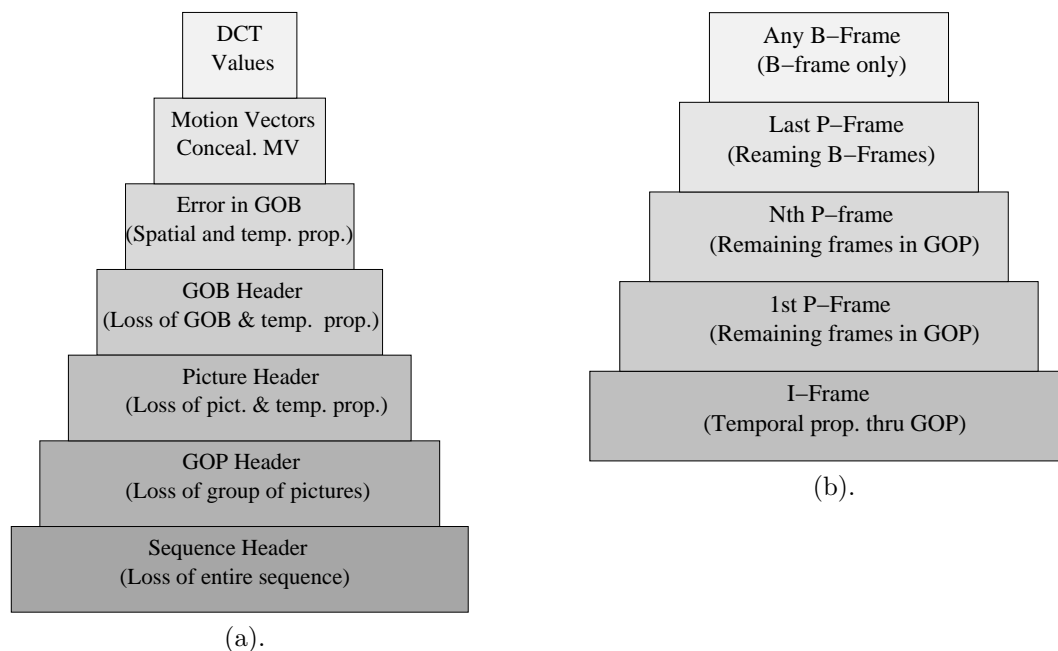 DCT
Values
Motion Vectors
Conceal. MV
Error in GOB
(Spatial and temp. prop.)
GOB Header
(Loss of GOB & temp. prop.)
Picture Header
(Loss of pict. & temp. prop.)
GOP Header
(Loss of group of pictures)
Sequence Header
(Loss of entire sequence)
(a).
Any B−Frame
(B−frame only)
Last P−Frame
(Reaming B−Frames)
Nth P−frame
(Remaining frames in GOP)
1st P−Frame
(Remaining frames in GOP)
I−Frame
(Temporal prop. thru GOP)
(b).